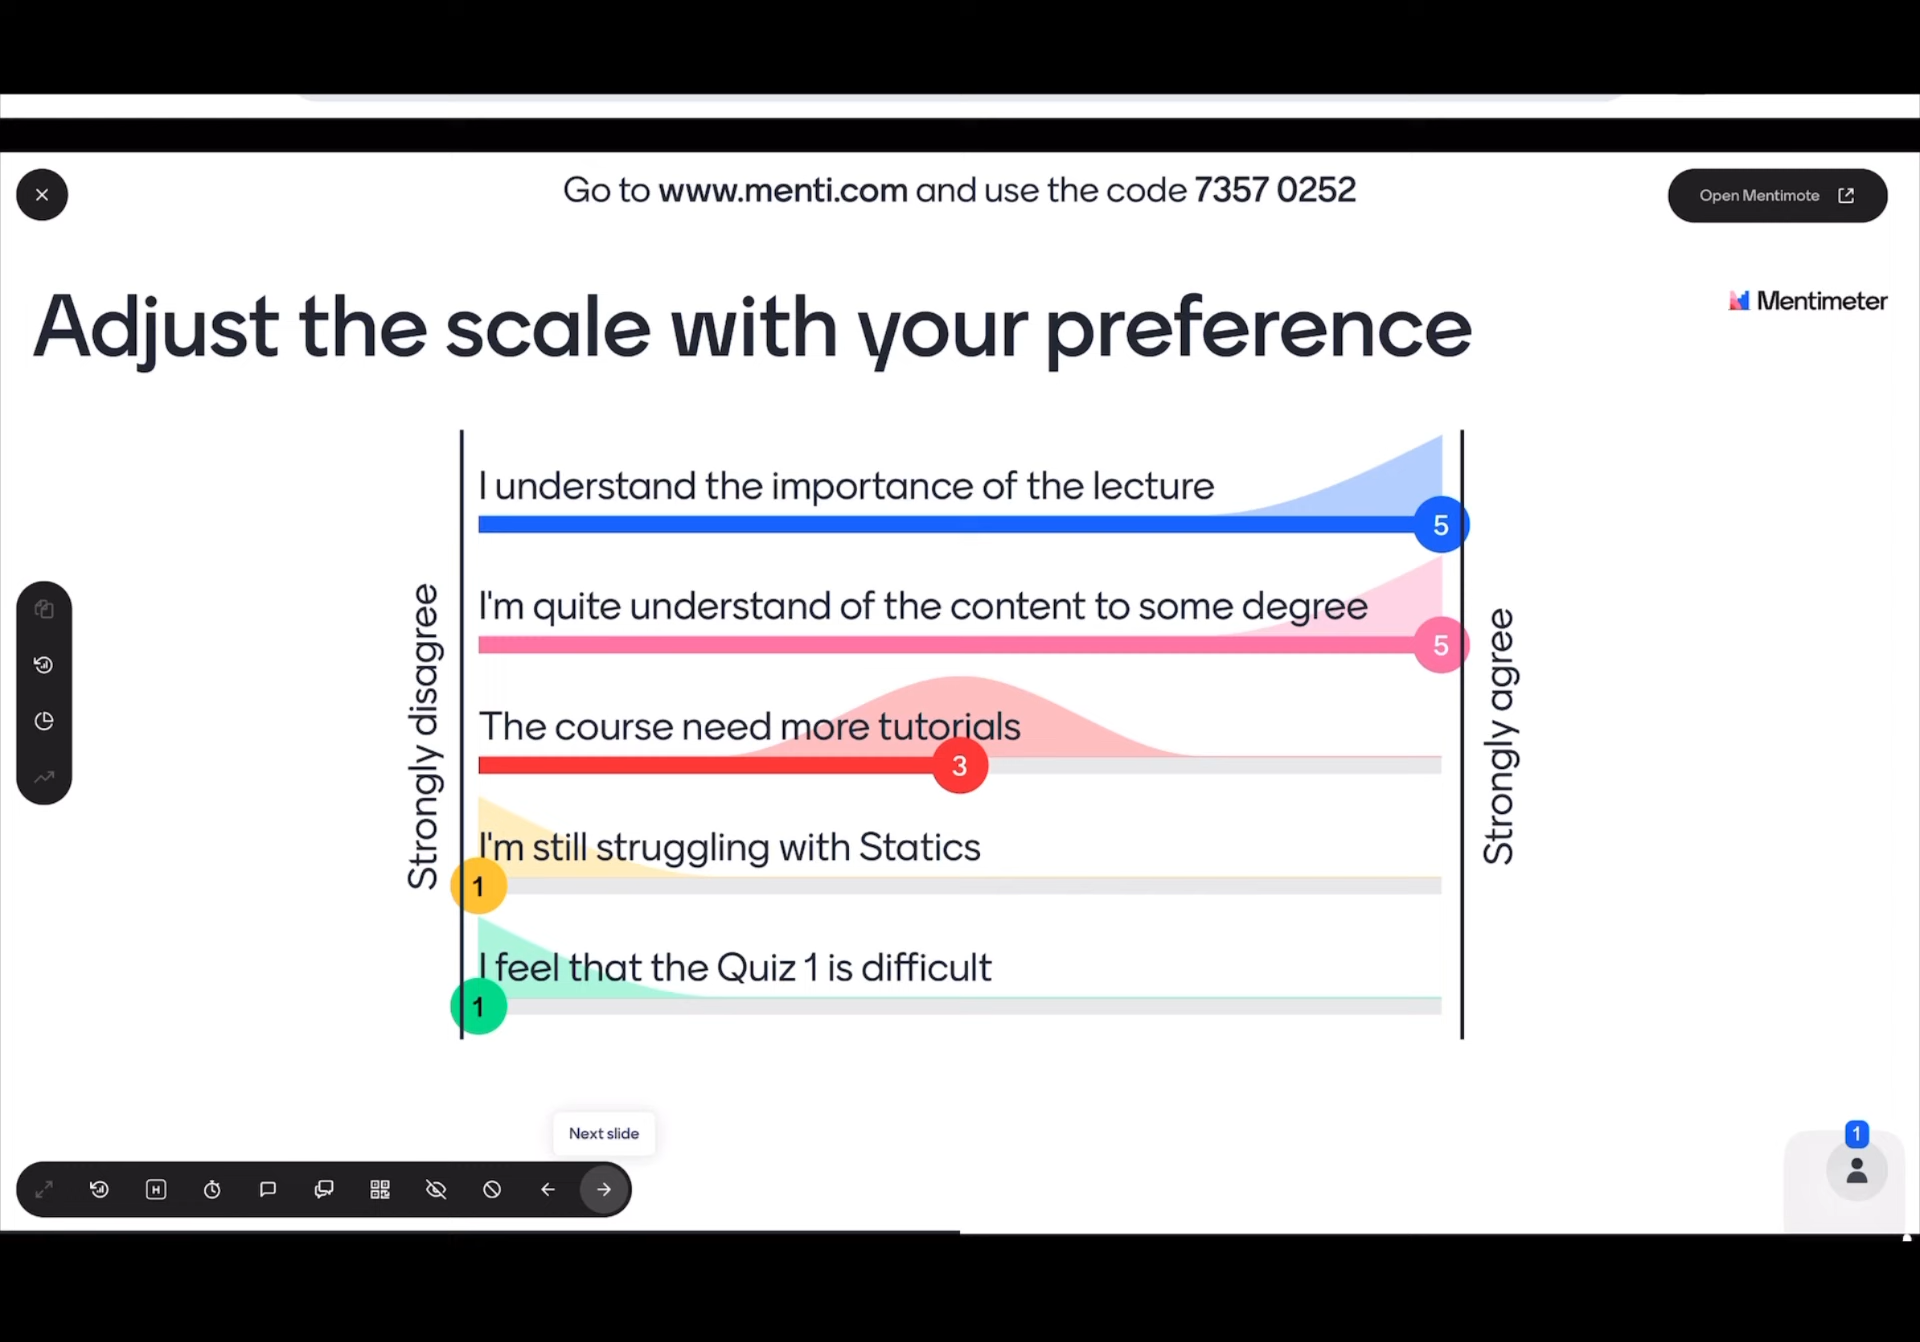 Go to www.menti.com and use the code 7357 0252
Open Mentimote
Adjust the scale with your preference
Mentimeter
Strongly disagree
I understand the importance of the lecture
5
I'm quite understand of the content to some degree
5
The course need more tutorials
3
I'm still struggling with Statics
1
I feel that the Quiz 1 is difficult
1
Strongly agree
Next slide
H
1